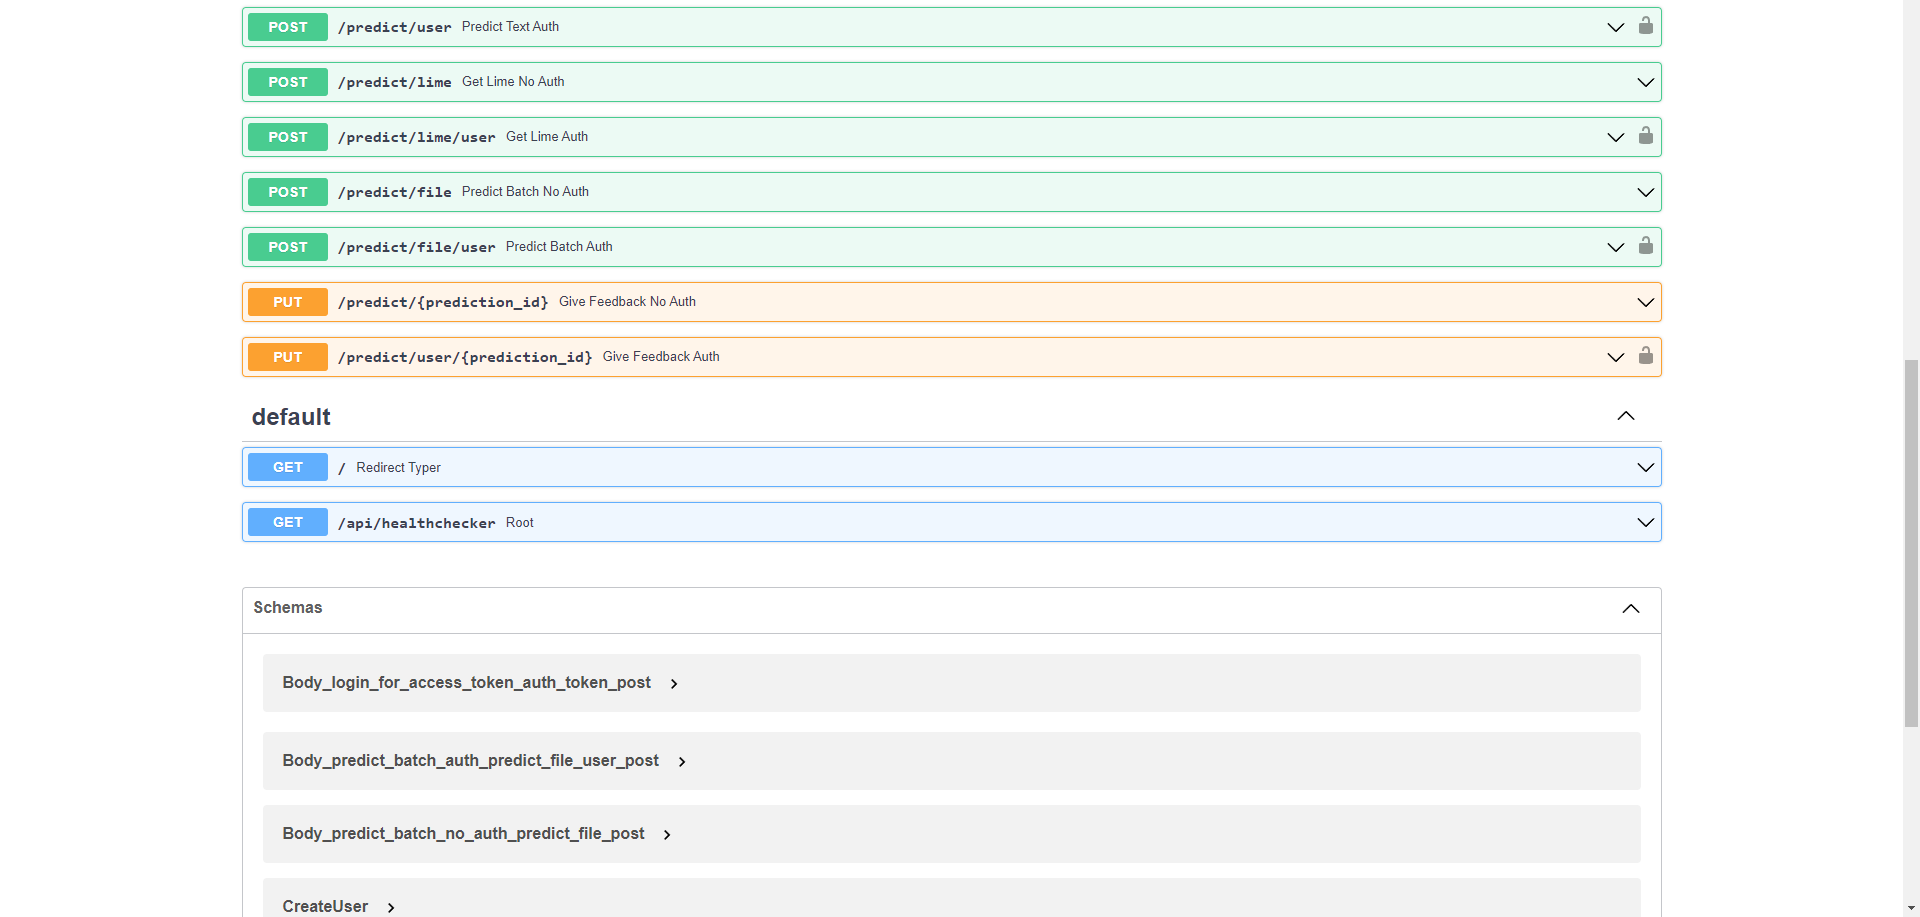 POST /predict/user Predict Text Auth
POST /predict/lime Get Lime No Auth
POST /predict/lime/user Get Lime Auth
POST /predict/file Predict Batch No Auth
POST /predict/file/user Predict Batch Auth
PUT /predict/{prediction_id} Give Feedback No Auth
PUT /predict/user/{prediction_id} Give Feedback Auth
default
GET / Redirect Typer
GET /api/healthchecker Root
Schemas
Body_login_for_access_token_auth_token_post
Body_predict_batch_auth_predict_file_user_post
Body_predict_batch_no_auth_predict_file_post
CreateUser